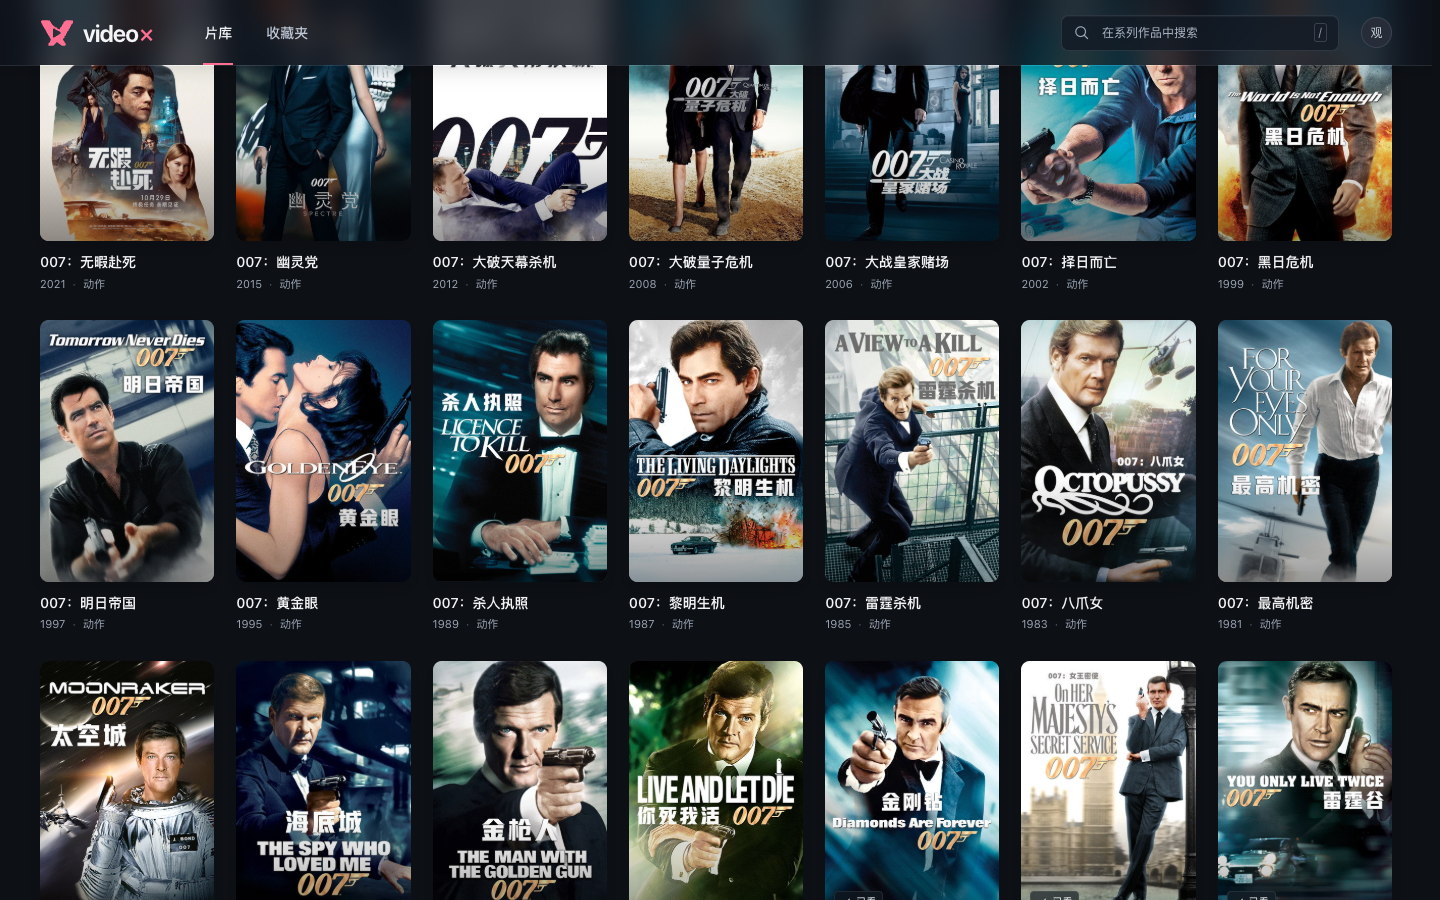 videox
片库
收藏夹
在系列作品中搜索
/
观
无暇
007
赴死
10月29日
007
幽灵党
SPECTRE
007
007
大破
量子危机
007
大战
CASINO
ROYALE
皇家赌场
择日而亡
The World Is Not Enough
007
黑日危机
007：无暇赴死
2021 · 动作
007：幽灵党
2015 · 动作
007：大破天幕杀机
2012 · 动作
007：大破量子危机
2008 · 动作
007：大战皇家赌场
2006 · 动作
007：择日而亡
2002 · 动作
007：黑日危机
1999 · 动作
Tomorrow Never Dies
007
明日帝国
GOLDENEYE
007
黄金眼
杀人执照
LICENCE
TO KILL
007
THE LIVING DAYLIGHTS
007 黎明生机
A VIEW TO A KILL
007
雷霆杀机
007：八爪女
OCTOPUSSY
007
FOR
YOUR
EYES
ONLY
007
最高机密
007：明日帝国
1997 · 动作
007：黄金眼
1995 · 动作
007：杀人执照
1989 · 动作
007：黎明生机
1987 · 动作
007：雷霆杀机
1985 · 动作
007：八爪女
1983 · 动作
007：最高机密
1981 · 动作
MOONRAKER
007
太空城
J. BOND
007
海底城
THE SPY WHO
LOVED ME
007
金枪人
THE MAN WITH
THE GOLDEN GUN
007
LIVE AND LET DIE
你死我活 007
金刚钻
Diamonds Are Forever
007
007：女王密使
ON HER
MAJESTY'S
SECRET SERVICE
007
YOU ONLY LIVE TWICE
007 雷霆谷